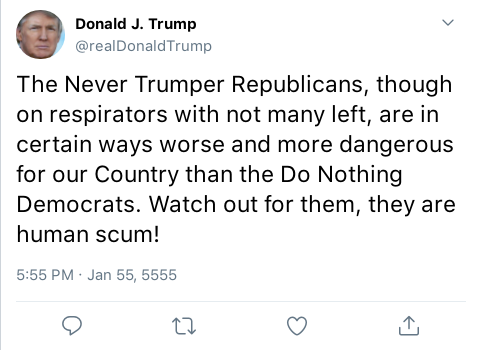 Donald J. Trump
@realDonaldTrump
The Never Trumper Republicans, though
on respirators with not many left, are in
certain ways worse and more dangerous
for our Country than the Do Nothing
Democrats. Watch out for them, they are
human scum!
5:55 PM · Jan 55, 5555